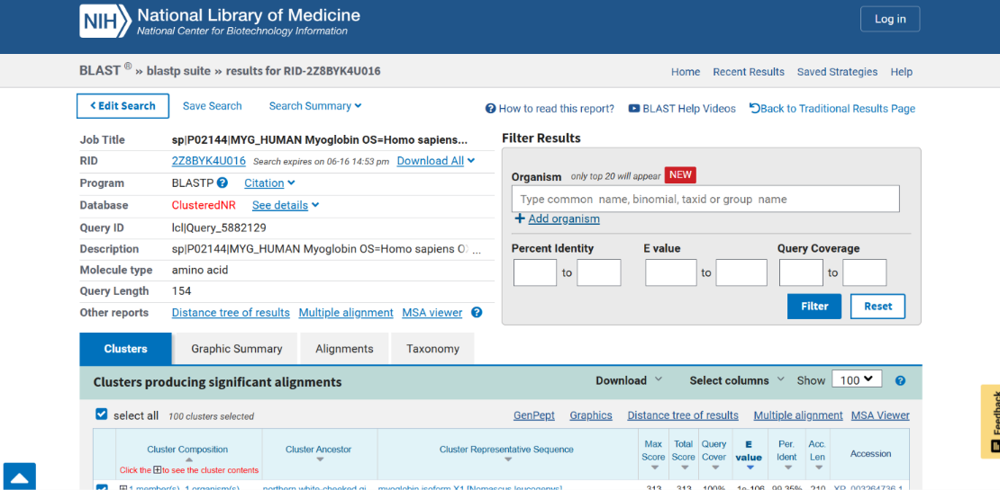 NIH National Library of Medicine
National Center for Biotechnology Information
Log in
BLAST ® » blastp suite » results for RID-2Z8BYK4U016
Home Recent Results Saved Strategies Help
< Edit Search Save Search Search Summary
How to read this report? BLAST Help Videos Back to Traditional Results Page
Job Title sp|P02144|MYG_HUMAN Myoglobin OS=Homo sapiens...
RID 2Z8BYK4U016 Search expires on 06-16 14:53 pm Download All
Program BLASTP Citation
Database ClusteredNR See details
Query ID lcl|Query_5882129
Description sp|P02144|MYG_HUMAN Myoglobin OS=Homo sapiens O ...
Molecule type amino acid
Query Length 154
Other reports Distance tree of results Multiple alignment MSA viewer
Filter Results
Organism only top 20 will appear NEW
Type common name, binomial, taxid or group name
+ Add organism
Percent Identity E value Query Coverage
to to to
Filter Reset
Clusters Graphic Summary Alignments Taxonomy
Clusters producing significant alignments Download Select columns Show 100
select all 100 clusters selected
GenPept Graphics Distance tree of results Multiple alignment MSA Viewer
Cluster Composition
Click the to see the cluster contents
Cluster Ancestor
Cluster Representative Sequence
Max Score
Total Score
Query Cover
E value
Per. Ident
Acc. Len
Accession
1 member(s), 1 organism(s) northern white-cheeked gi... myoglobin isoform X1 [Nomascus leucogenys] 313 313 100% 1e-106 99.35% 210 XP_003264736.1
Feedback